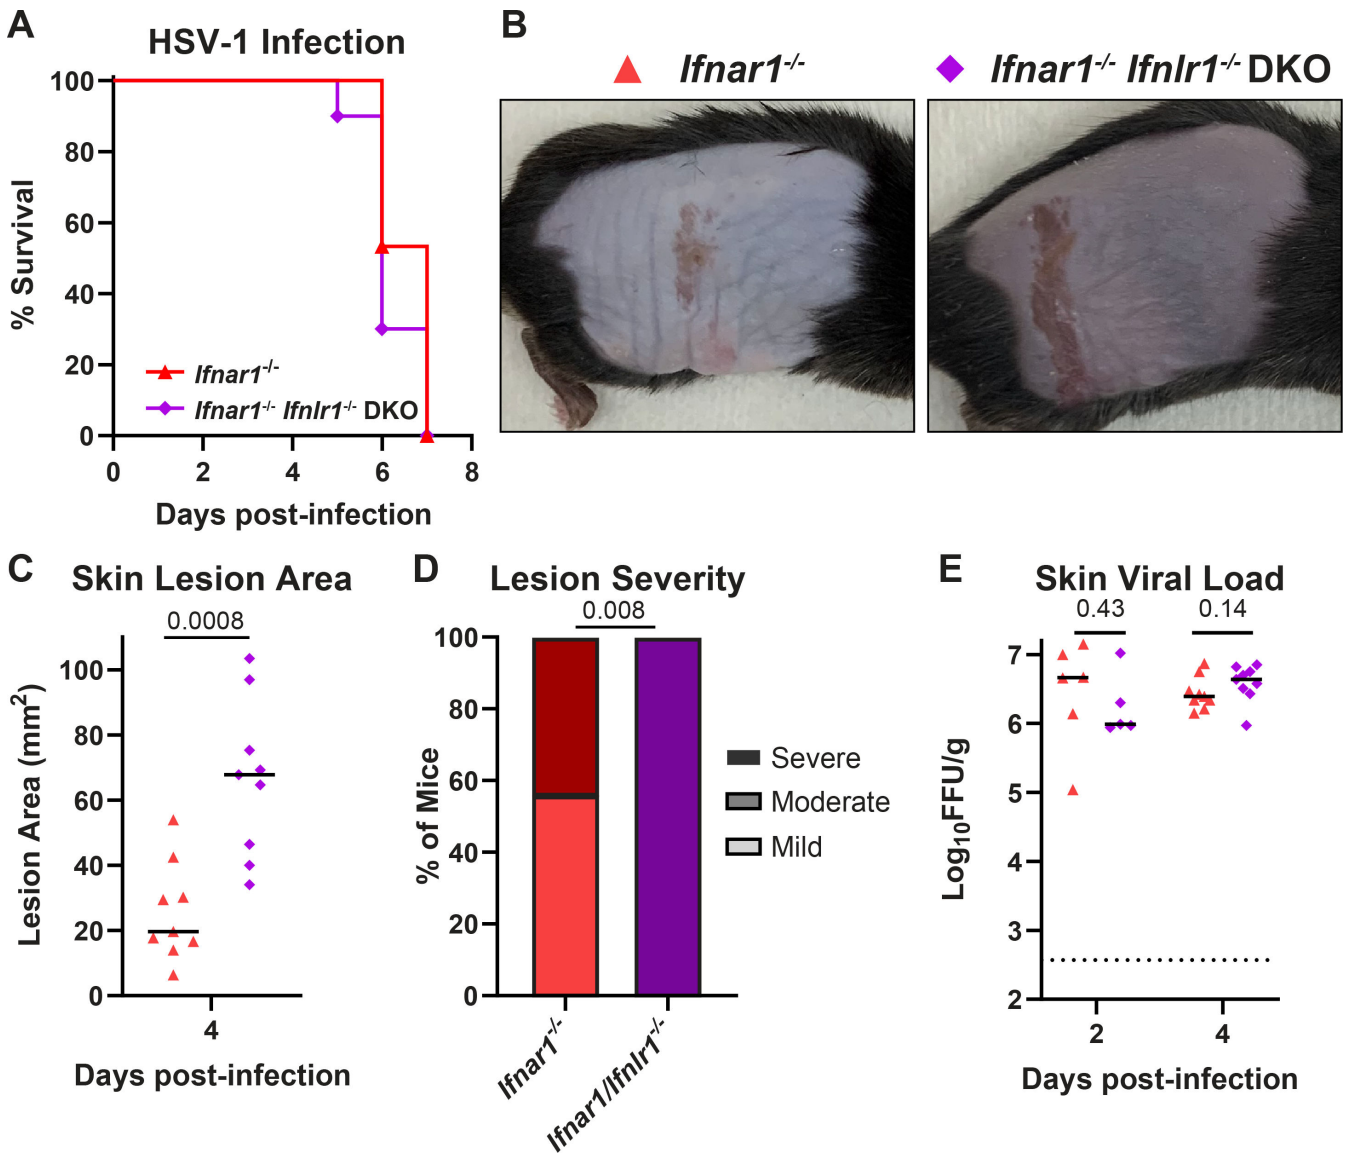 A
HSV-1 Infection
% Survival
100
80
60
40
20
0
Ifnar1-/-
Ifnar1-/- Ifnlr1-/- DKO
0 2 4 6 8
Days post-infection
B
Ifnar1-/-
Ifnar1-/- Ifnlr1-/- DKO
C
Skin Lesion Area
0.0008
Lesion Area (mm2)
100
80
60
40
20
0
4
Days post-infection
D
Lesion Severity
0.008
% of Mice
100
80
60
40
20
0
Ifnar1-/-
Ifnar1/Ifnlr1-/-
Severe
Moderate
Mild
E
Skin Viral Load
0.43 0.14
Log10FFU/g
7
6
5
4
3
2
2 4
Days post-infection